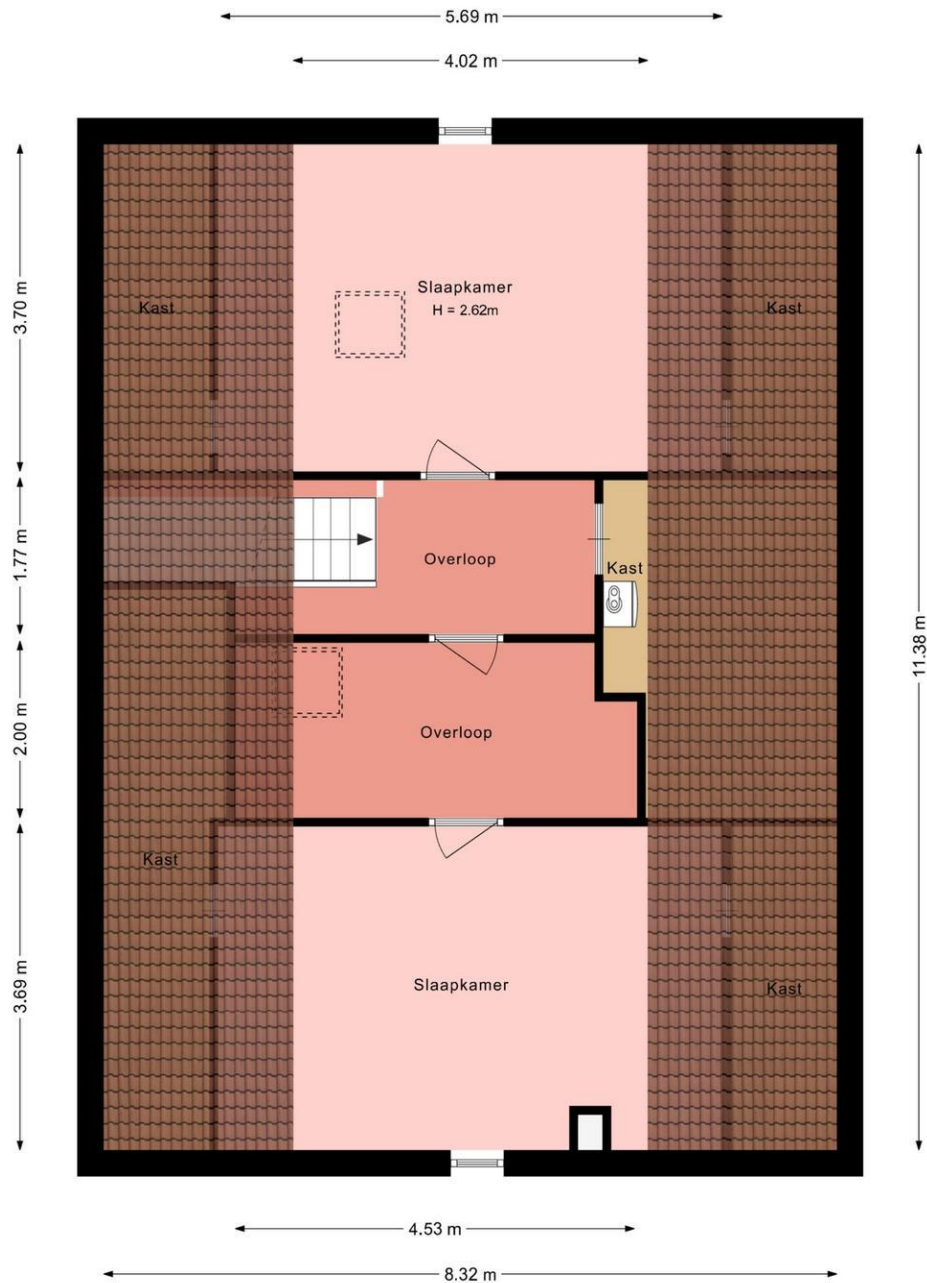 5.69 m
4.02 m
Kast
Slaapkamer
H = 2.62m
Kast
3.70 m
1.77 m
Overloop
Kast
11.38 m
2.00 m
Overloop
Kast
3.69 m
Slaapkamer
Kast
4.53 m
8.32 m